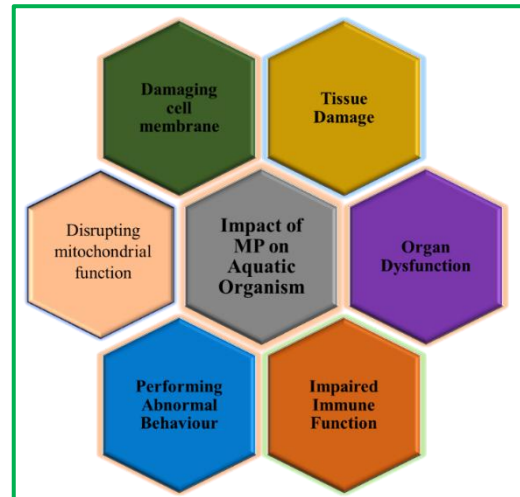 Damaging
cell
membrane
Tissue
Damage
Disrupting
mitochondrial
function
Impact of
MP on
Aquatic
Organism
Organ
Dysfunction
Performing
Abnormal
Behaviour
Impaired
Immune
Function